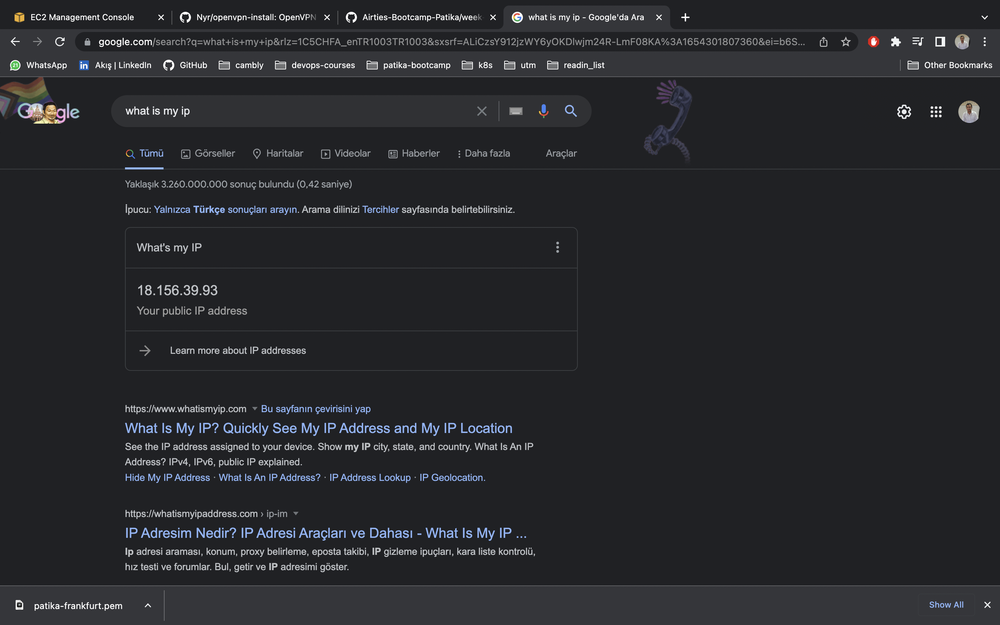 EC2 Management Console
Nyr/openvpn-install: OpenVPN
Airties-Bootcamp-Patika/week-
what is my ip - Google'da Ara
google.com/search?q=what+is+my+ip&rlz=1C5CHFA_enTR1003TR1003&sxsrf=ALiCzsY912jzWY6yOKDlwjm24R-LmF08KA%3A1654301807360&ei=b6S...
21 WhatsApp
in Akış | LinkedIn
GitHub
cambly
devops-courses
patika-bootcamp
k8s
utm
readin_list
Other Bookmarks
Google
what is my ip
Tümü
Görseller
Haritalar
Videolar
Haberler
Daha fazla
Araçlar
Yaklaşık 3.260.000.000 sonuç bulundu (0,42 saniye)
İpucu: Yalnızca Türkçe sonuçları arayın. Arama dilinizi Tercihler sayfasında belirtebilirsiniz.
What's my IP
18.156.39.93
Your public IP address
Learn more about IP addresses
https://www.whatismyip.com Bu sayfanın çevirisini yap
What Is My IP? Quickly See My IP Address and My IP Location
See the IP address assigned to your device. Show my IP city, state, and country. What Is An IP
Address? IPv4, IPv6, public IP explained.
Hide My IP Address · What Is An IP Address? · IP Address Lookup · IP Geolocation.
https://whatismyipaddress.com › ip-im
IP Adresim Nedir? IP Adresi Araçları ve Dahası - What Is My IP ...
Ip adresi araması, konum, proxy belirleme, eposta takibi, IP gizleme ipuçları, kara liste kontrolü,
hız testi ve forumlar. Bul, getir ve IP adresimi göster.
patika-frankfurt.pem
Show All